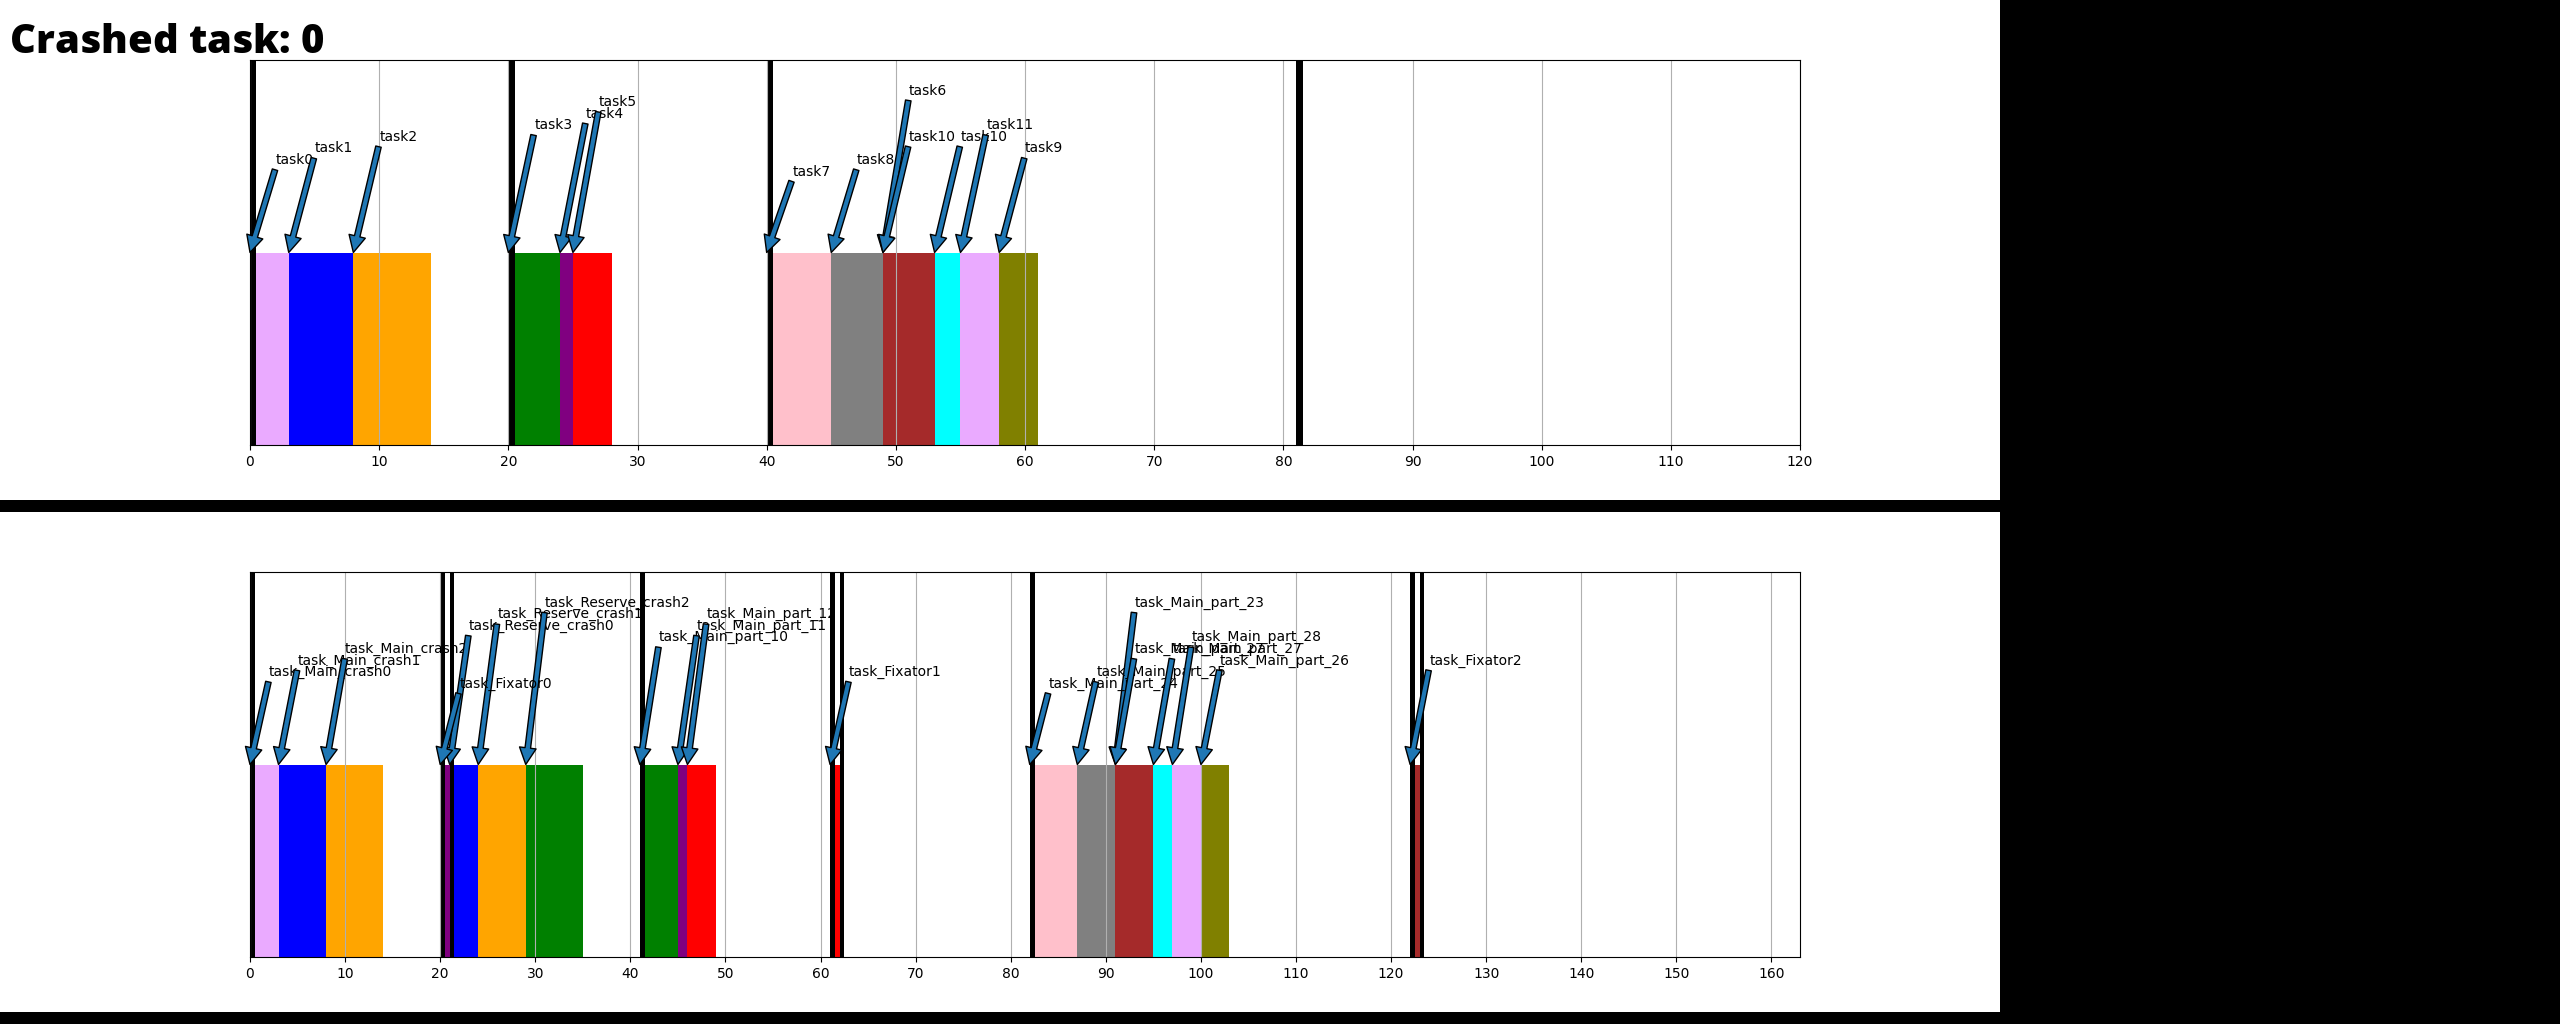 Crashed task: 0
task6
task5
task4
task3
task11
task2
task10
task10
task1
task9
task0
task8
task7
0 10 20 30 40 50 60 70 80 90 100 110 120
task_Reserve_crash2
task_Main_part_23
task_Reserve_crash1
task_Main_part_12
task_Reserve_crash0
task_Main_part_11
task_Main_part_10
task_Main_part_28
task_Main_crash2
task_Main_part_27
task_Main_part_27
task_Main_crash1
task_Main_part_26
task_Fixator2
task_Main_crash0
task_Fixator1
task_Main_part_25
task_Fixator0
task_Main_part_24
0 10 20 30 40 50 60 70 80 90 100 110 120 130 140 150 160